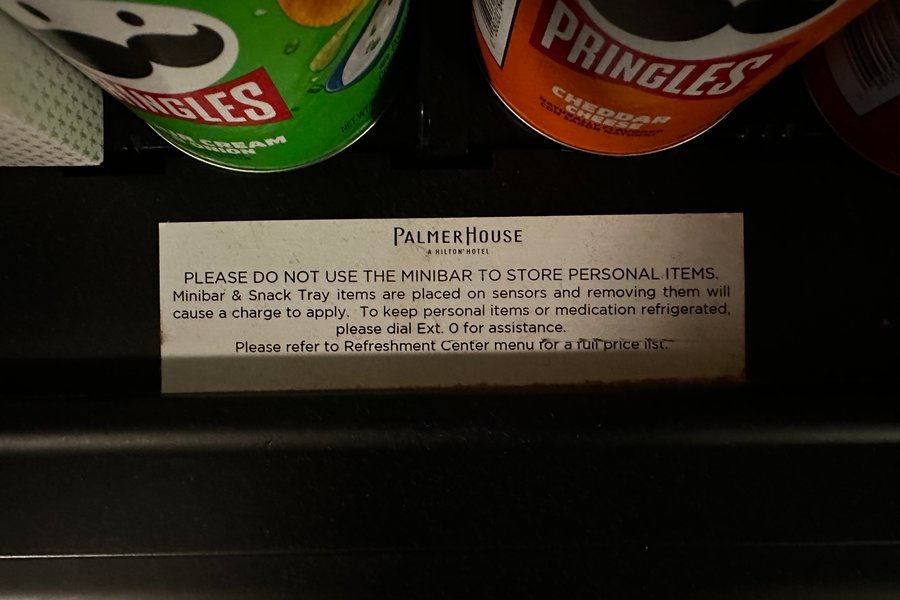 PRINGLES
CREAM
ONION
NET WT
PRINGLES
CHEDDAR
CHEESE
PALMERHOUSE
A HILTON HOTEL
PLEASE DO NOT USE THE MINIBAR TO STORE PERSONAL ITEMS.
Minibar & Snack Tray items are placed on sensors and removing them will
cause a charge to apply. To keep personal items or medication refrigerated,
please dial Ext. 0 for assistance.
Please refer to Refreshment Center menu for a full price list.